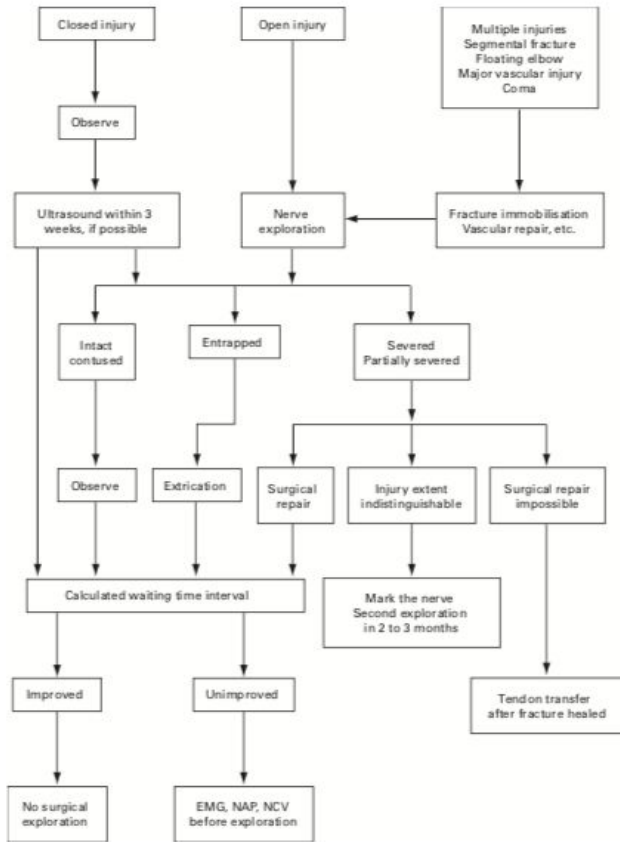 Closed injury
Open injury
Multiple injuries
Segmental fracture
Floating elbow
Major vascular injury
Coma
Observe
Ultrasound within 3
weeks, if possible
Nerve
exploration
Fracture immobilisation
Vascular repair, etc.
Intact
contused
Entrapped
Severed
Partially severed
Observe
Extrication
Surgical
repair
Injury extent
indistinguishable
Surgical repair
impossible
Calculated waiting time interval
Mark the nerve
Second exploration
in 2 to 3 months
Improved
Unimproved
Tendon transfer
after fracture healed
No surgical
exploration
EMG, NAP, NCV
before exploration